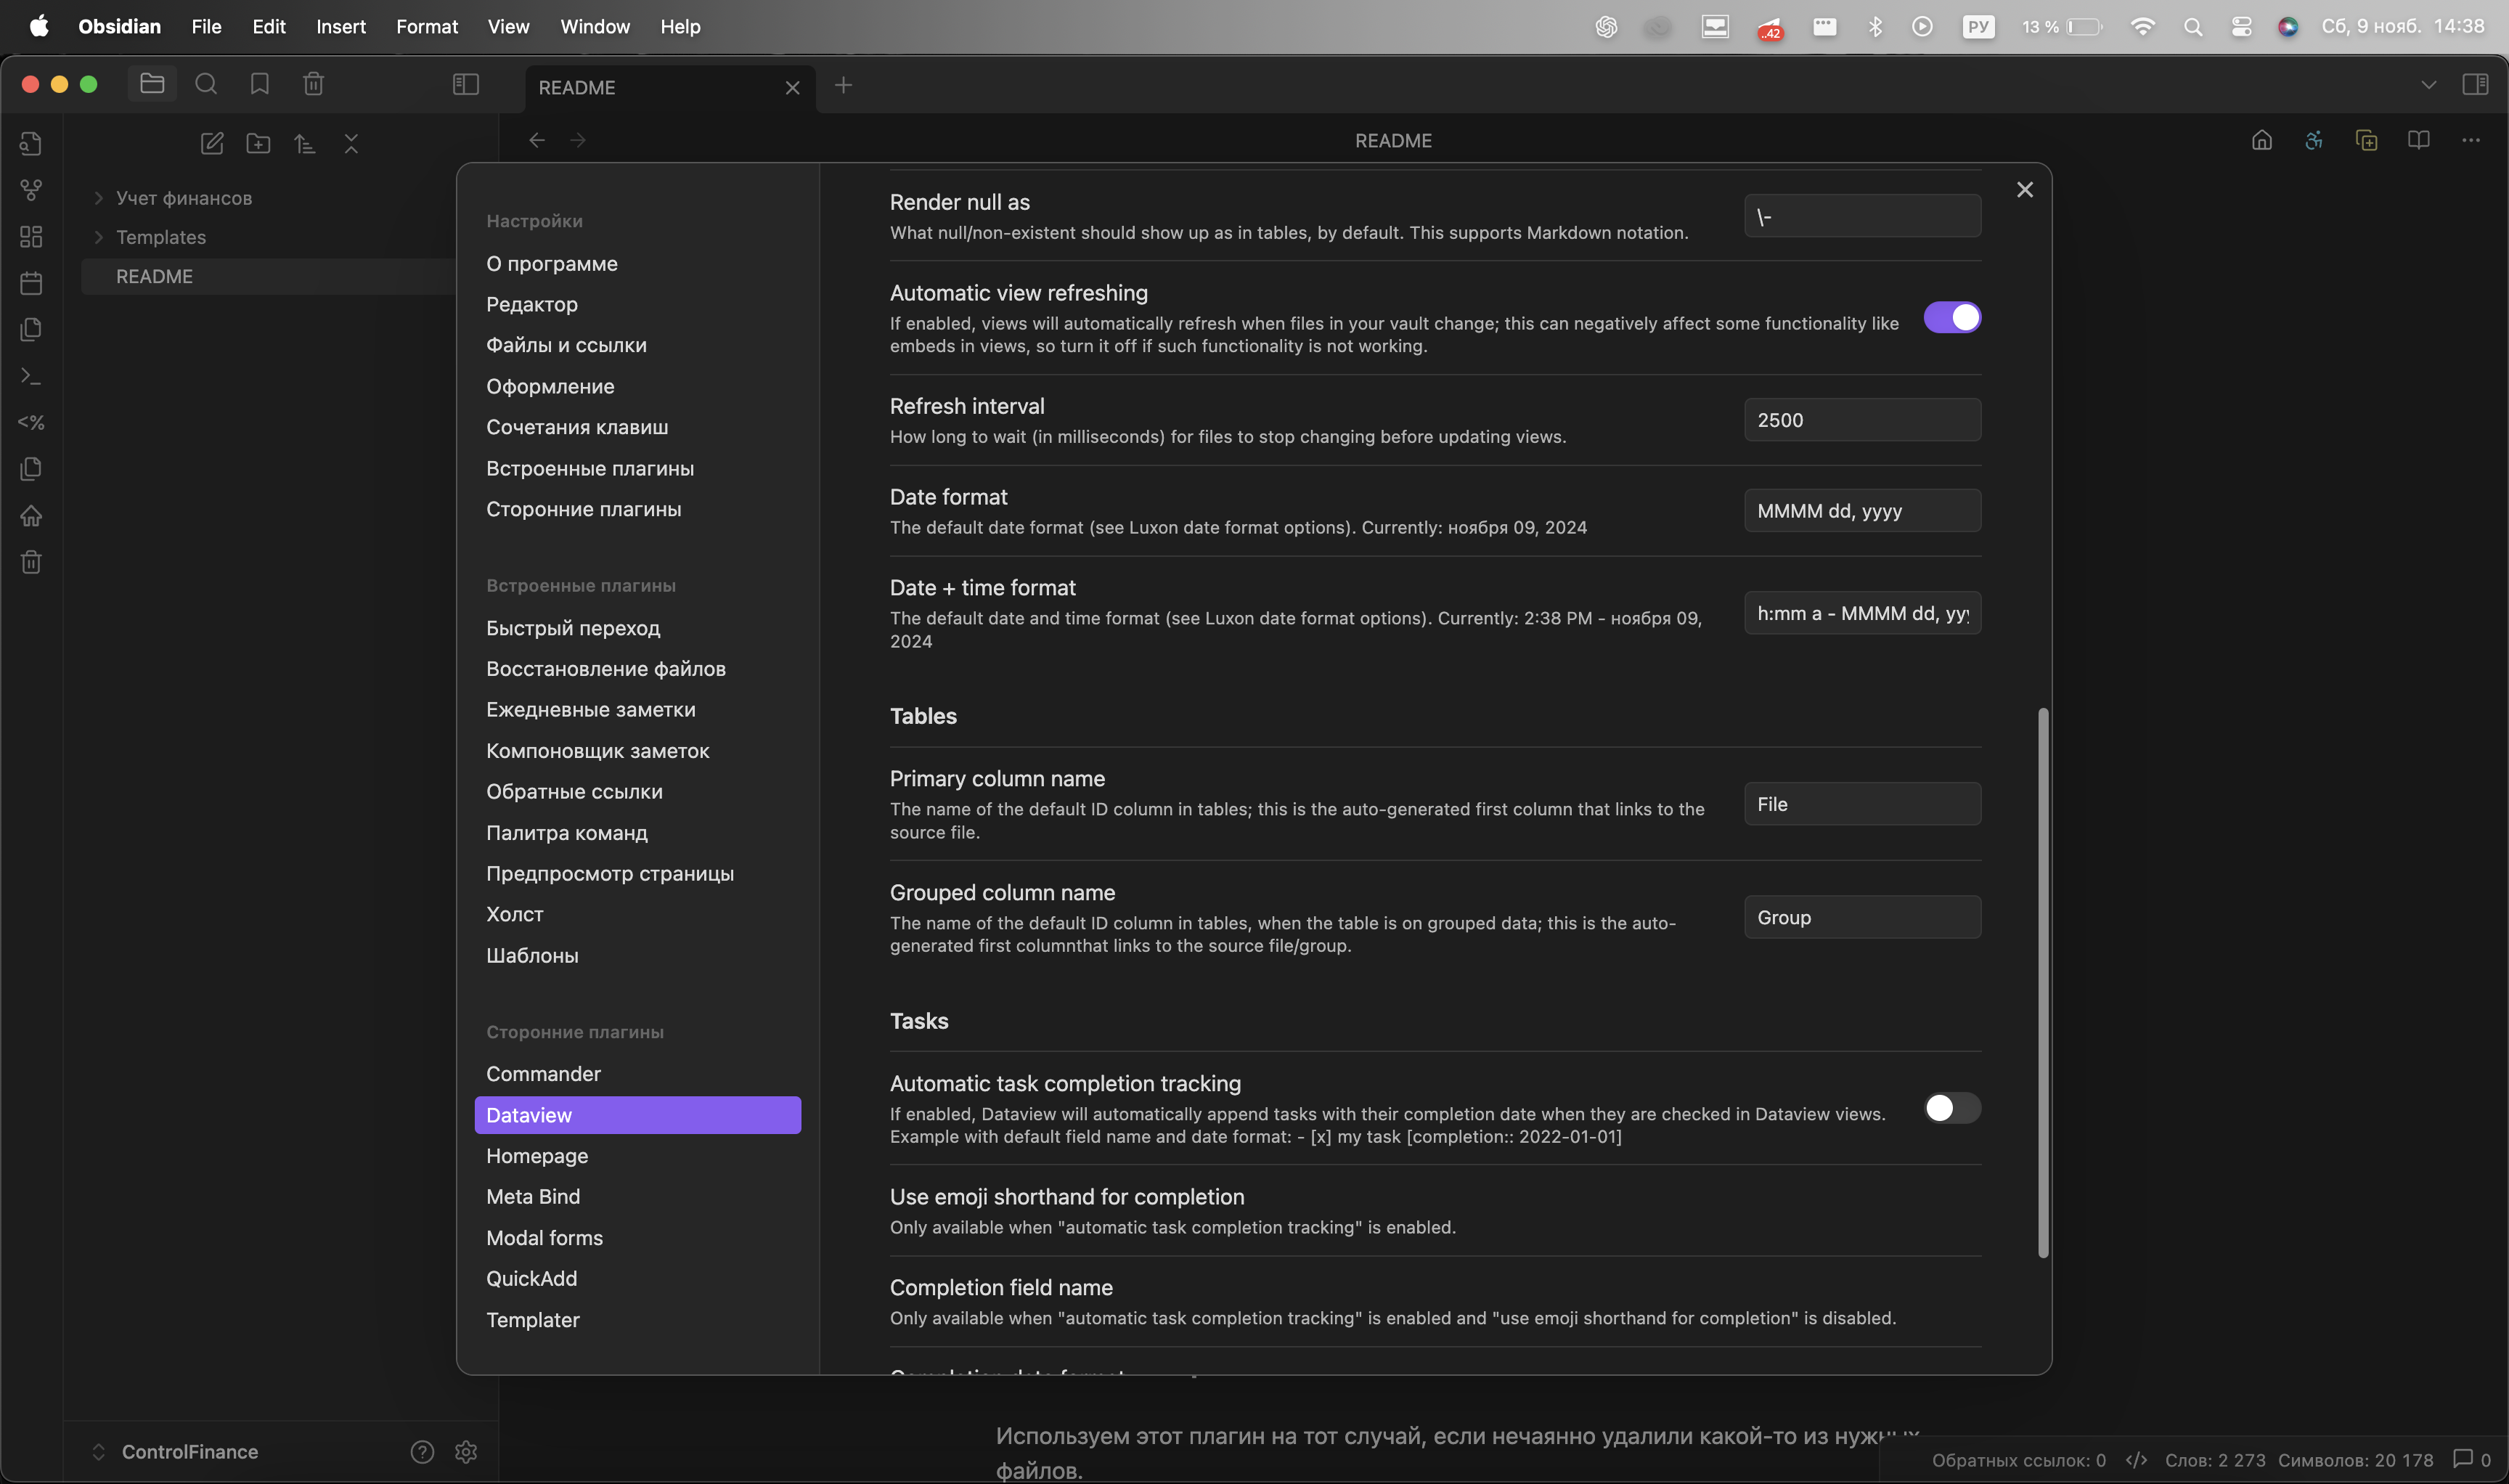 Obsidian File Edit Insert Format View Window Help
..42 РУ 13 % Сб, 9 нояб. 14:38
README
README
Учет финансов
Templates
README
<%
ControlFinance
Настройки
О программе
Редактор
Файлы и ссылки
Оформление
Сочетания клавиш
Встроенные плагины
Сторонние плагины
Встроенные плагины
Быстрый переход
Восстановление файлов
Ежедневные заметки
Компоновщик заметок
Обратные ссылки
Палитра команд
Предпросмотр страницы
Холст
Шаблоны
Сторонние плагины
Commander
Dataview
Homepage
Meta Bind
Modal forms
QuickAdd
Templater
Render null as
What null/non-existent should show up as in tables, by default. This supports Markdown notation.
\-
Automatic view refreshing
If enabled, views will automatically refresh when files in your vault change; this can negatively affect some functionality like
embeds in views, so turn it off if such functionality is not working.
Refresh interval
How long to wait (in milliseconds) for files to stop changing before updating views.
2500
Date format
The default date format (see Luxon date format options). Currently: ноября 09, 2024
MMMM dd, yyyy
Date + time format
The default date and time format (see Luxon date format options). Currently: 2:38 PM - ноября 09,
2024
h:mm a - MMMM dd, yyy
Tables
Primary column name
The name of the default ID column in tables; this is the auto-generated first column that links to the
source file.
File
Grouped column name
The name of the default ID column in tables, when the table is on grouped data; this is the auto-
generated first columnthat links to the source file/group.
Group
Tasks
Automatic task completion tracking
If enabled, Dataview will automatically append tasks with their completion date when they are checked in Dataview views.
Example with default field name and date format: - [x] my task [completion:: 2022-01-01]
Use emoji shorthand for completion
Only available when "automatic task completion tracking" is enabled.
Completion field name
Only available when "automatic task completion tracking" is enabled and "use emoji shorthand for completion" is disabled.
Используем этот плагин на тот случай, если нечаянно удалили какой-то из нужных
файлов.
Обратных ссылок: 0 </> Слов: 2 273 Символов: 20 178 0